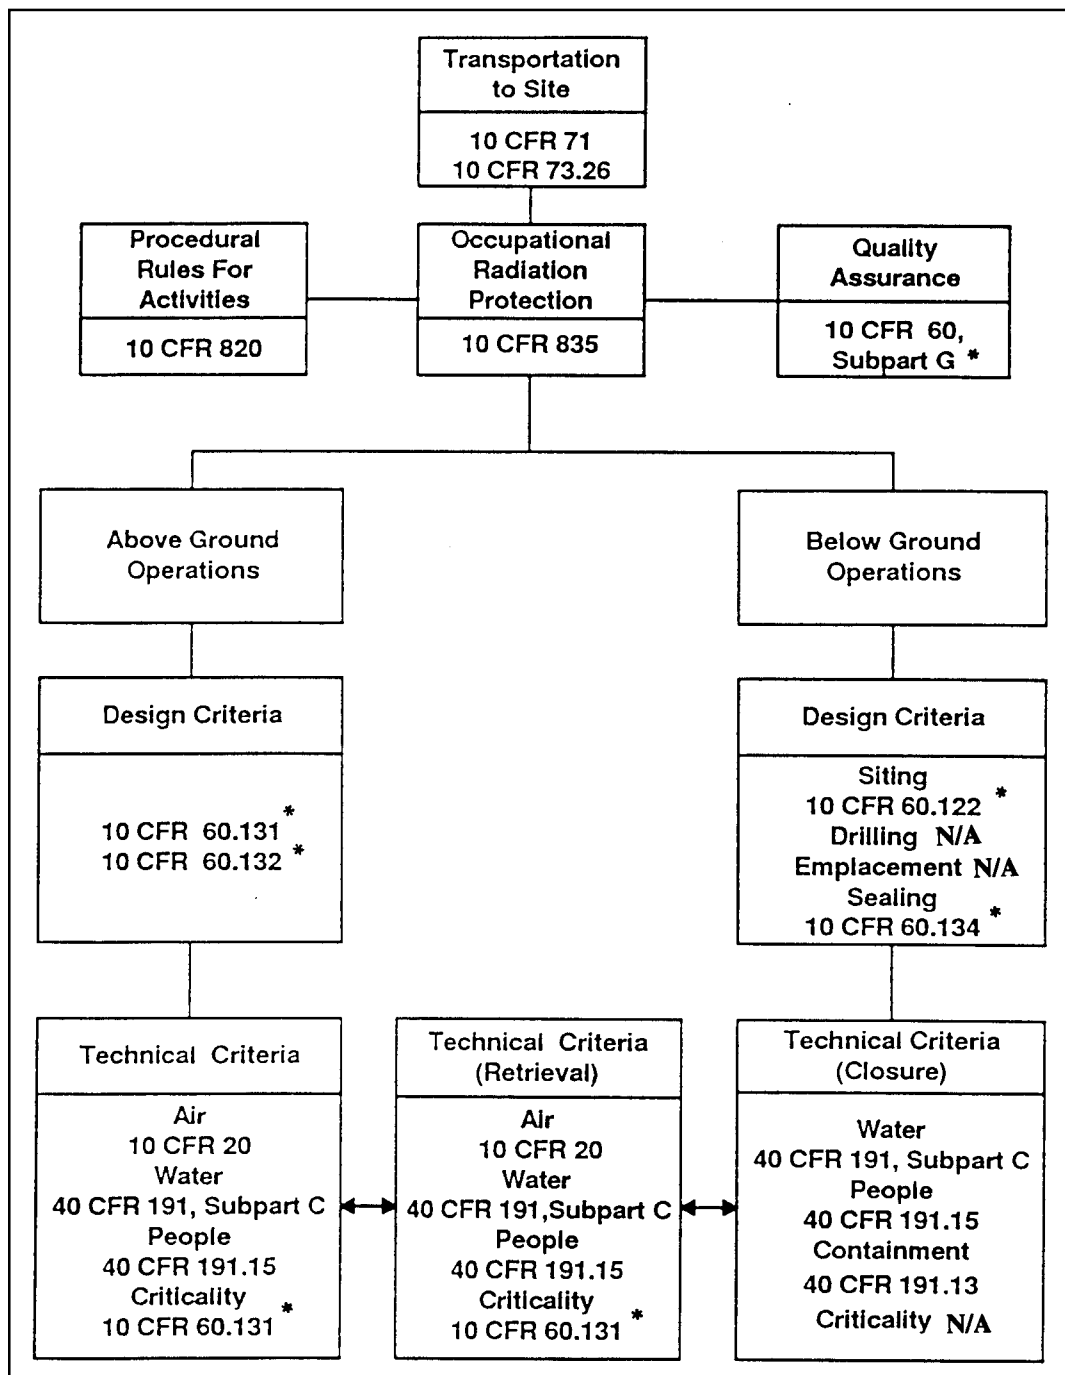 Transportation
to Site
10 CFR 71
10 CFR 73.26
Procedural
Rules For
Activities
10 CFR 820
Occupational
Radiation
Protection
10 CFR 835
Quality
Assurance
10 CFR 60,
Subpart G *
Above Ground
Operations
Below Ground
Operations
Design Criteria
10 CFR 60.131 *
10 CFR 60.132 *
Design Criteria
Siting
10 CFR 60.122 *
Drilling N/A
Emplacement N/A
Sealing
10 CFR 60.134 *
Technical Criteria
Air
10 CFR 20
Water
40 CFR 191, Subpart C
People
40 CFR 191.15
Criticality
10 CFR 60.131 *
Technical Criteria
(Retrieval)
Air
10 CFR 20
Water
40 CFR 191,Subpart C
People
40 CFR 191.15
Criticality
10 CFR 60.131 *
Technical Criteria
(Closure)
Water
40 CFR 191, Subpart C
People
40 CFR 191.15
Containment
40 CFR 191.13
Criticality N/A